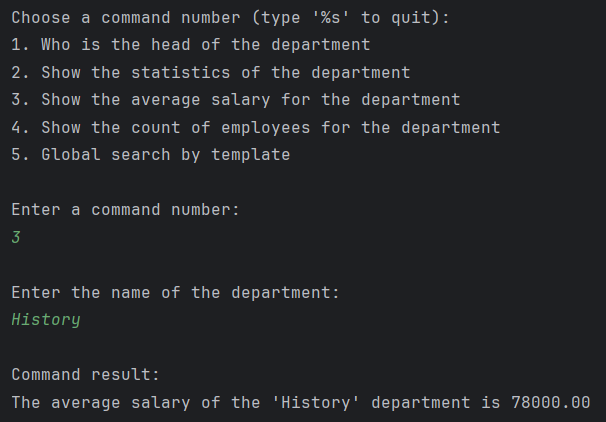 Choose a command number (type '%s' to quit):
1. Who is the head of the department
2. Show the statistics of the department
3. Show the average salary for the department
4. Show the count of employees for the department
5. Global search by template
Enter a command number:
3
Enter the name of the department:
History
Command result:
The average salary of the 'History' department is 78000.00